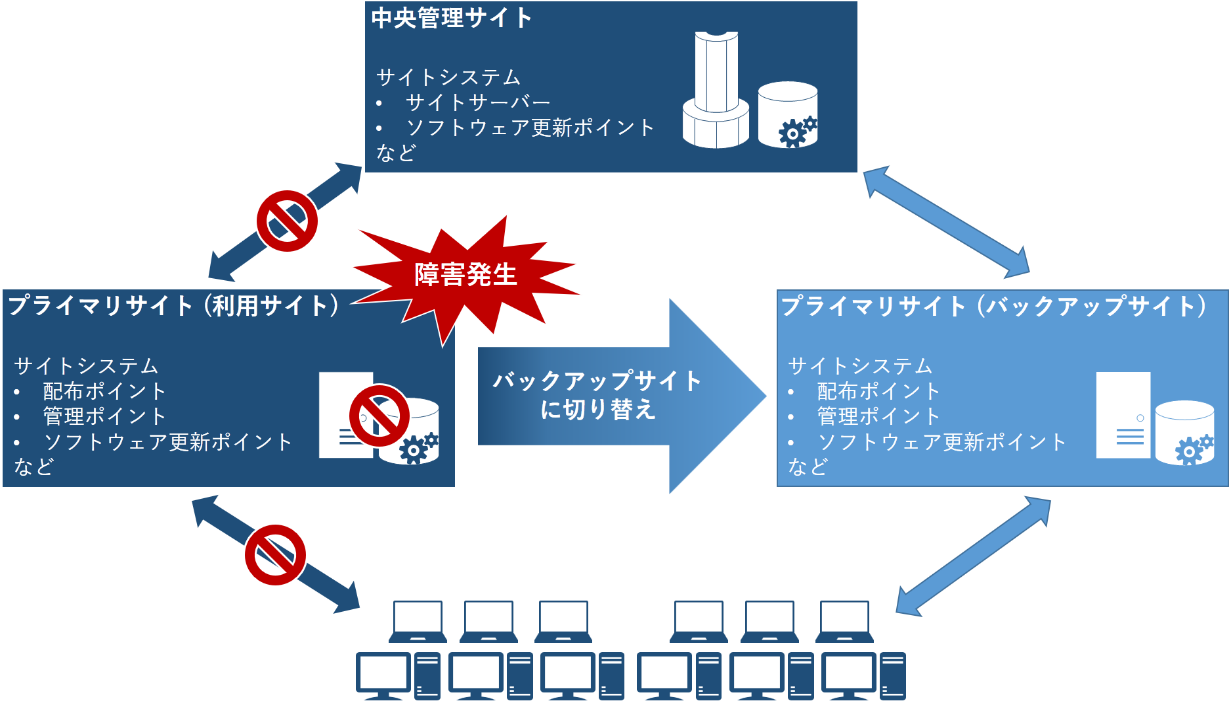 中央管理サイト
サイトシステム
• サイトサーバー
• ソフトウェア更新ポイント
など
障害発生
プライマリサイト（利用サイト）
サイトシステム
• 配布ポイント
• 管理ポイント
• ソフトウェア更新ポイント
など
バックアップサイト
に切り替え
プライマリサイト（バックアップサイト）
サイトシステム
• 配布ポイント
• 管理ポイント
• ソフトウェア更新ポイント
など